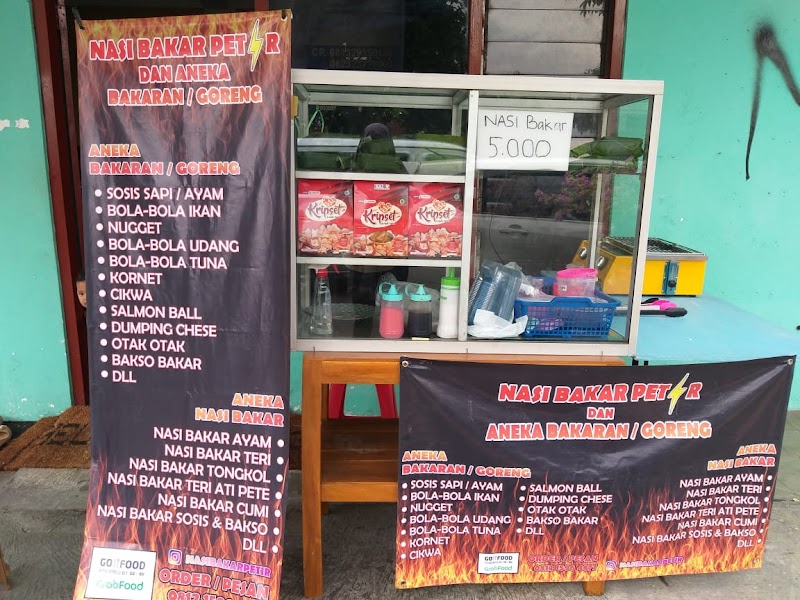 NASI BAKAR PETIR
DAN ANEKA
BAKARAN / GORENG
ANEKA
BAKARAN / GORENG
• SOSIS SAPI / AYAM
• BOLA-BOLA IKAN
• NUGGET
• BOLA-BOLA UDANG
• BOLA-BOLA TUNA
• KORNET
• CIKWA
• SALMON BALL
• DUMPING CHESE
• OTAK OTAK
• BAKSO BAKAR
• DLL
ANEKA
NASI BAKAR
NASI BAKAR AYAM •
NASI BAKAR TERI •
NASI BAKAR TONGKOL •
NASI BAKAR TERI ATI PETE •
NASI BAKAR CUMI •
NASI BAKAR SOSIS & BAKSO •
DLL •
GOFOOD
GrabFood
NASIBAKARPETIR
ORDER / PESAN
NASI Bakar
5.000
Kripset
Kripset
Kripset
NASI BAKAR PETIR
DAN
ANEKA BAKARAN / GORENG
ANEKA
BAKARAN / GORENG
• SOSIS SAPI / AYAM
• BOLA-BOLA IKAN
• NUGGET
• BOLA-BOLA UDANG
• BOLA-BOLA TUNA
• KORNET
• CIKWA
• SALMON BALL
• DUMPING CHESE
• OTAK OTAK
• BAKSO BAKAR
• DLL
ANEKA
NASI BAKAR
NASI BAKAR AYAM •
NASI BAKAR TERI •
NASI BAKAR TONGKOL •
NASI BAKAR TERI ATI PETE •
NASI BAKAR CUMI •
NASI BAKAR SOSIS & BAKSO •
DLL •
GOFOOD
GrabFood
ORDER / PESAN
NASIBAKARPETIR